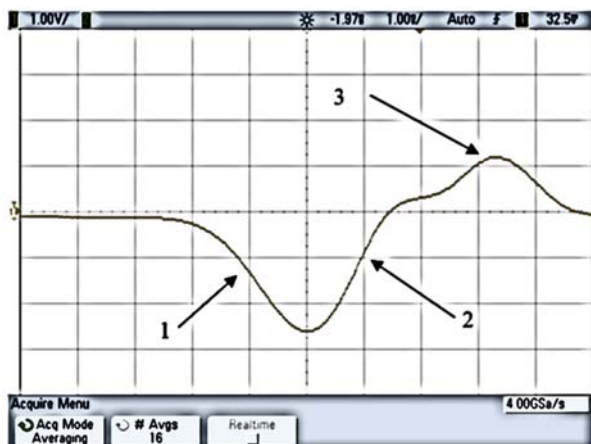 1.00V/ -1.97 1.00 / Auto 32.5
3
1
2
Acquire Menu 4.00GSa/s
Acq Mode # Avgs Realtime
Averaging 16